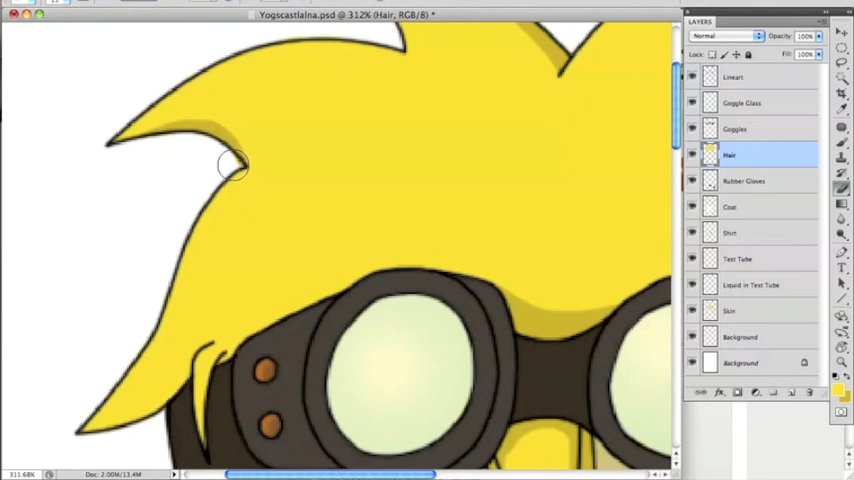 YogscastLalna.psd @ 312% (Hair, RGB/8) *
LAYERS
Normal
Opacity: 100%
Lock:
Fill: 100%
Lineart
Goggle Glass
Goggles
Hair
Rubber Gloves
Coat
Shirt
Test Tube
Liquid in Test Tube
Skin
Background
Background
311.68%
Doc: 2.00M/13.4M